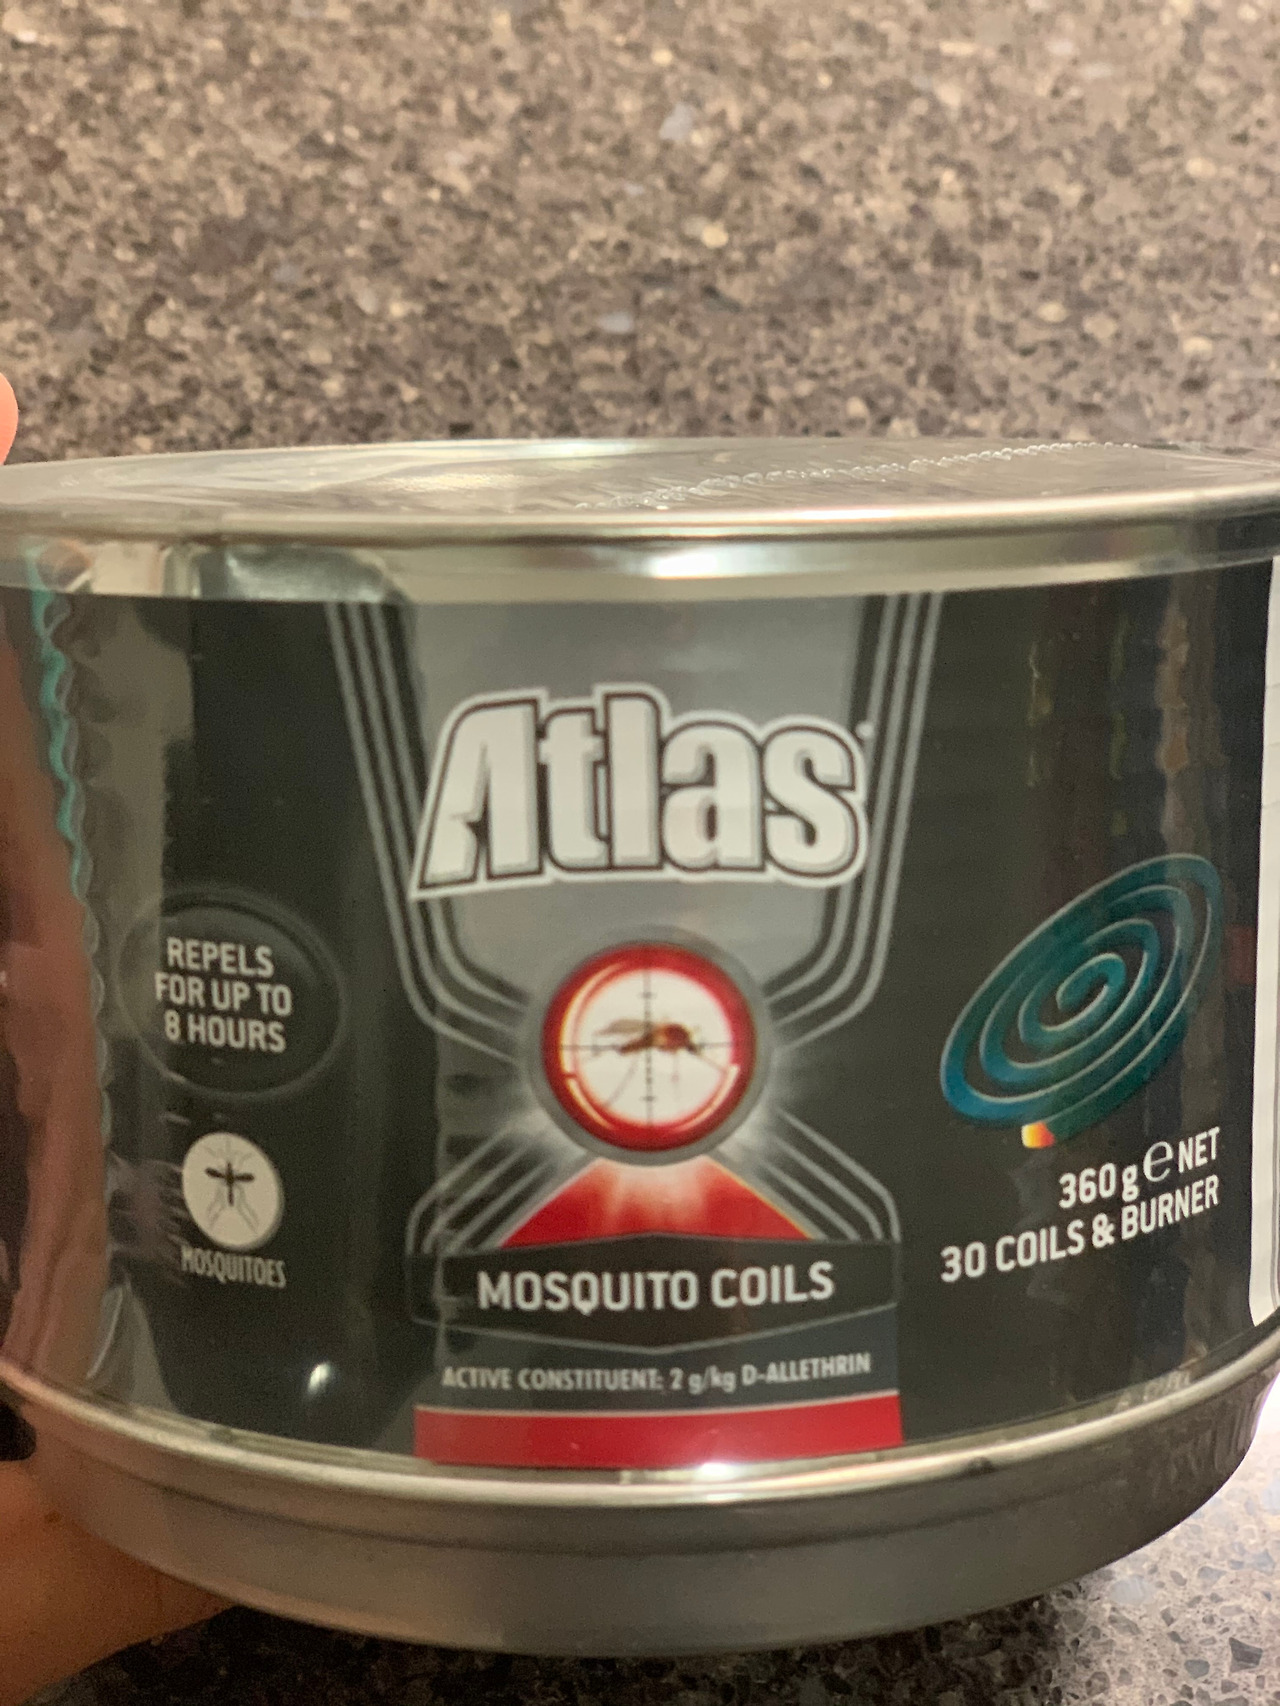 Atlas
REPELS
FOR UP TO
8 HOURS
MOSQUITOES
360 g e NET
30 COILS & BURNER
MOSQUITO COILS
ACTIVE CONSTITUENT: 2 g/kg D-ALLETHRIN